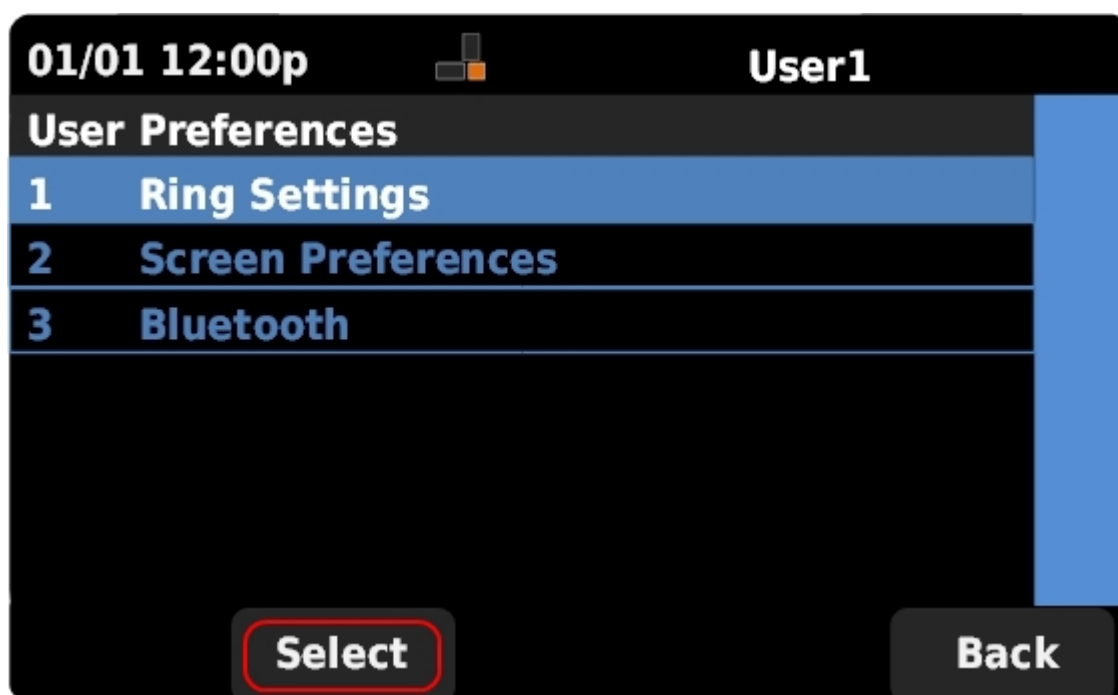 01/01 12:00p User1
User Preferences
1 Ring Settings
2 Screen Preferences
3 Bluetooth
Select Back